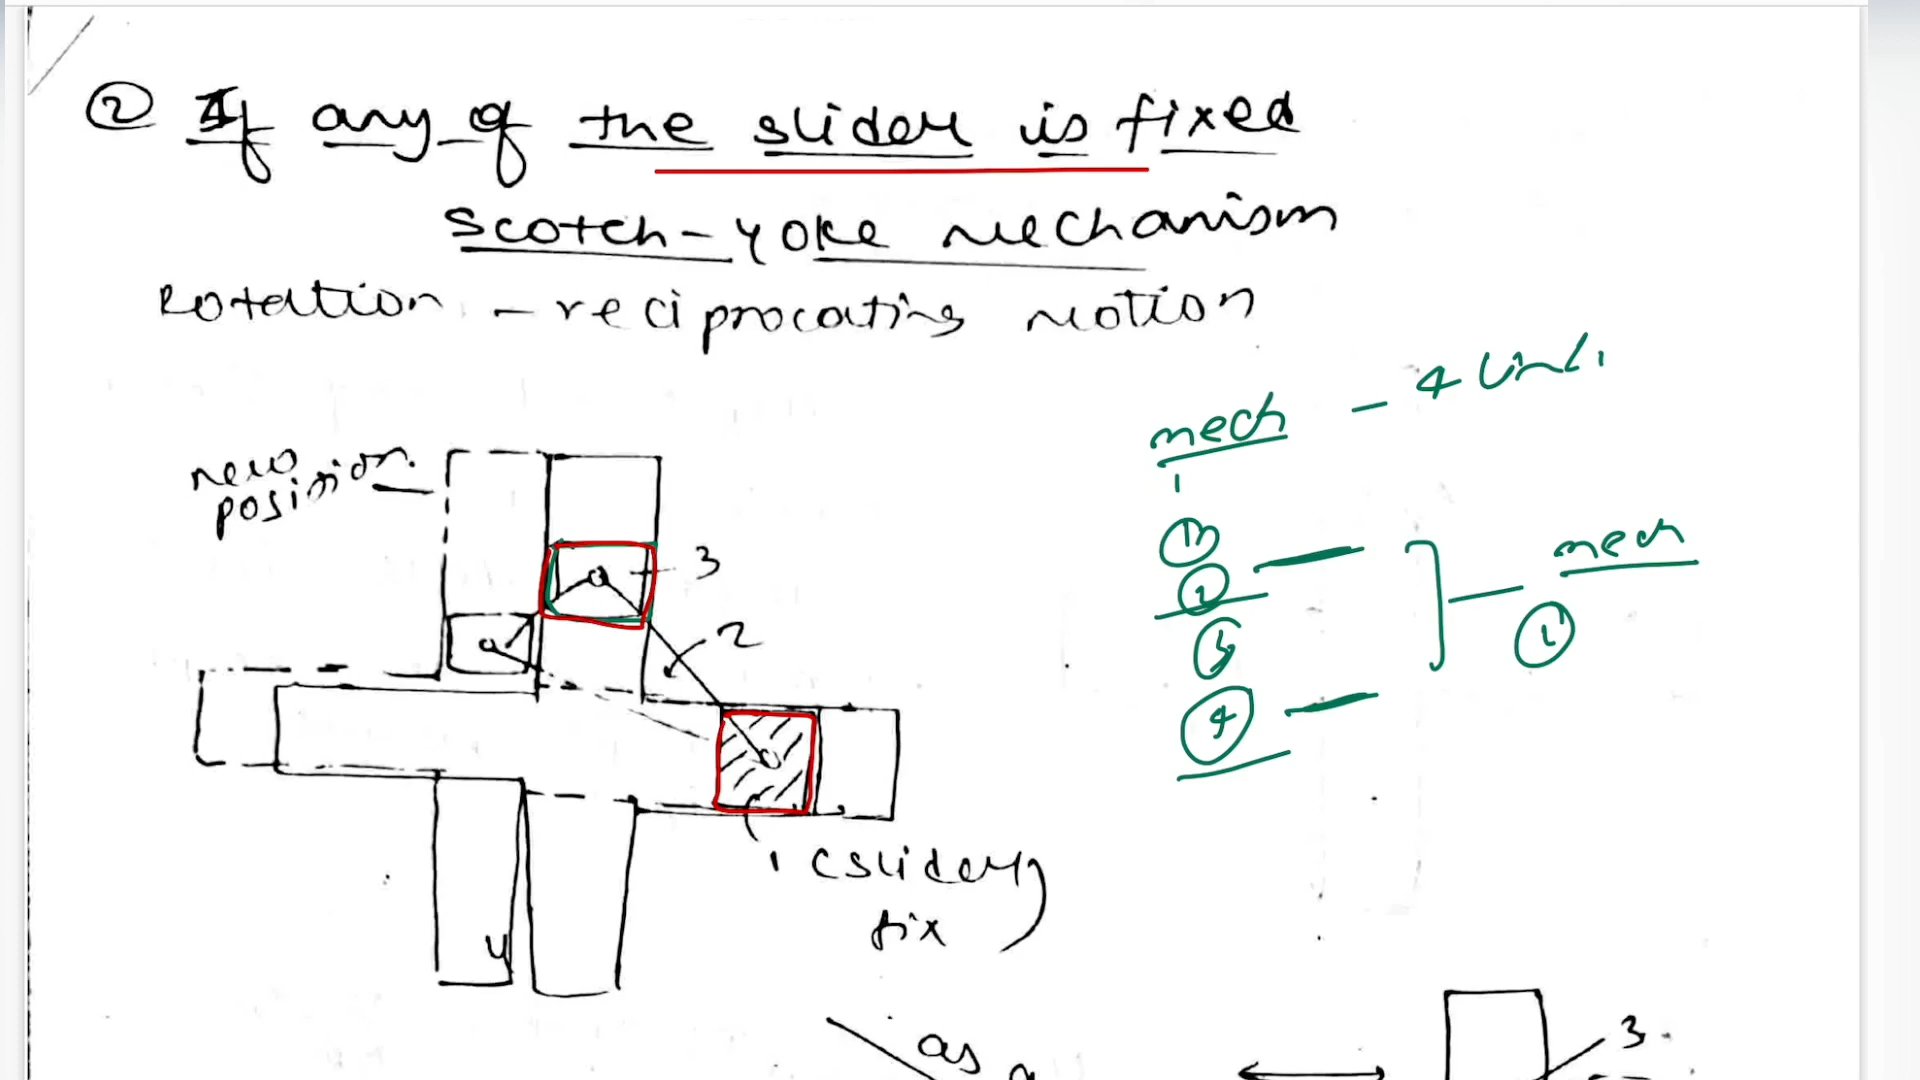 ② If any of the slider is fixed
Scotch-yoke Mechanism
Rotation - reciprocating Motion
mech - 4 link
new
position
3
2
①
②
③
④
mech
①
1 (slider)
fix
4
as
a
3